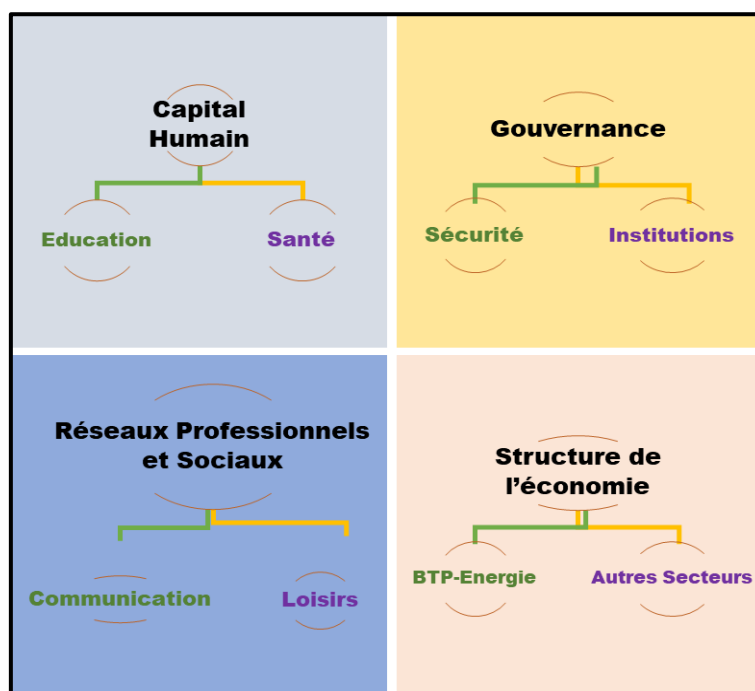 Capital
Humain
Education
Santé
Gouvernance
Sécurité
Institutions
Réseaux Professionnels
et Sociaux
Communication
Loisirs
Structure de
l'économie
BTP-Energie
Autres Secteurs